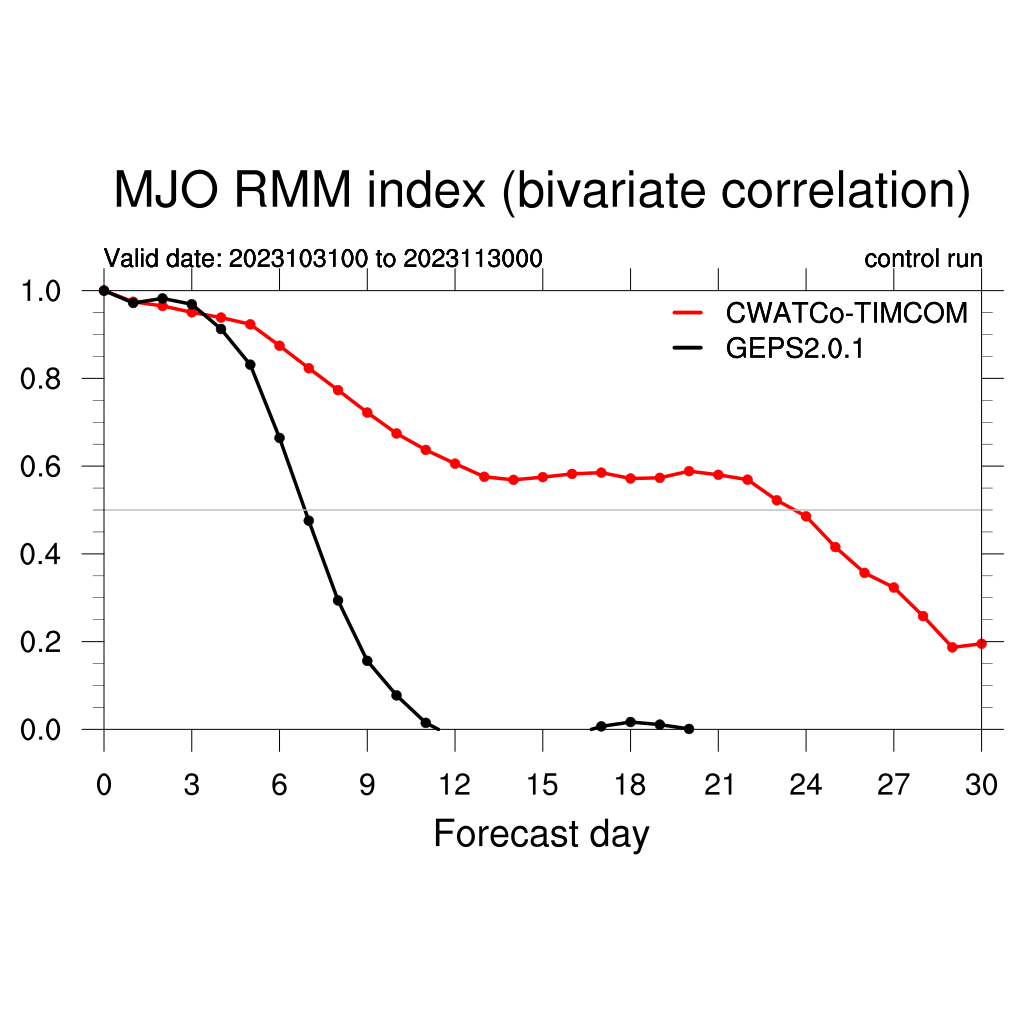 MJO RMM index (bivariate correlation)
Valid date: 2023103100 to 2023113000 control run
1.0
CWATCo-TIMCOM
GEPS2.0.1
0.8
0.6
0.4
0.2
0.0
0 3 6 9 12 15 18 21 24 27 30
Forecast day